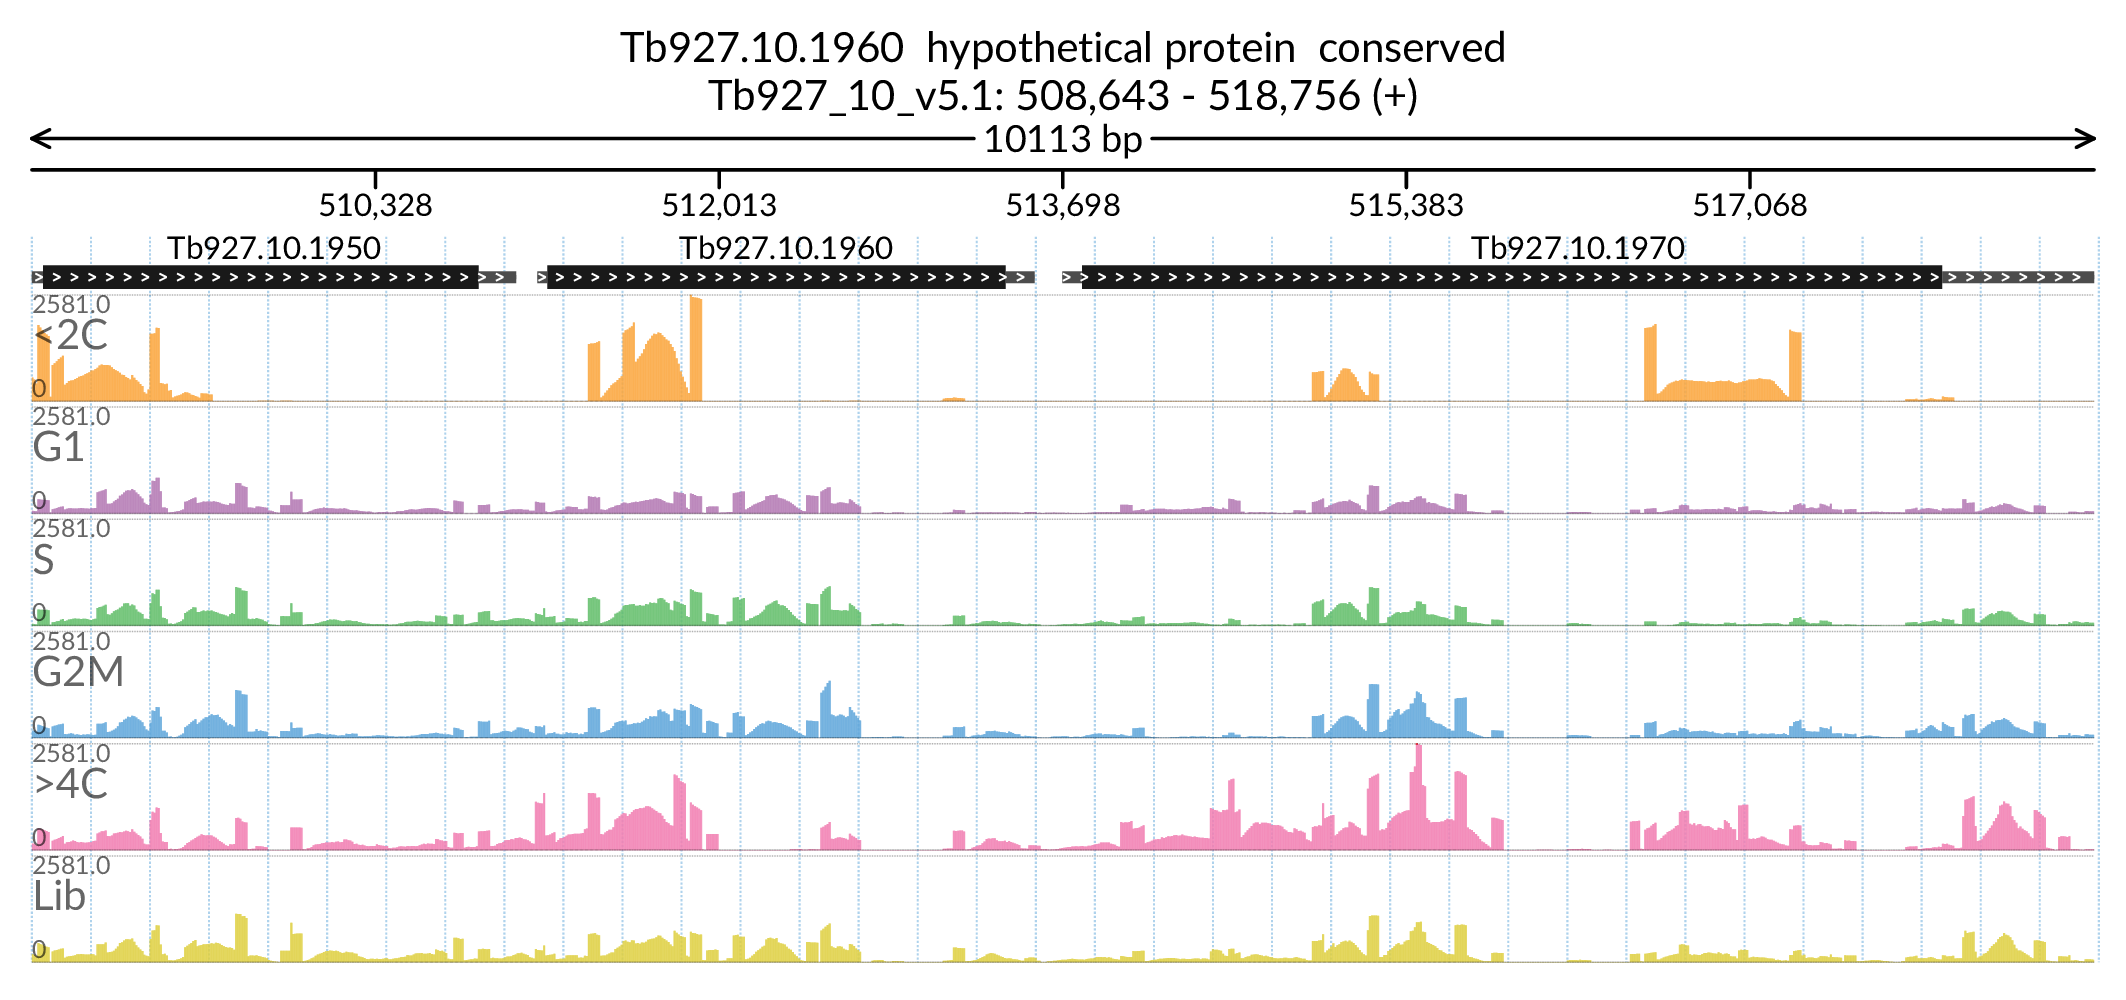 Tb927.10.1960 hypothetical protein conserved
Tb927_10_v5.1: 508,643 - 518,756 (+)
10113 bp
510,328 512,013 513,698 515,383 517,068
Tb927.10.1950 Tb927.10.1960 Tb927.10.1970
2581.0
<2C
0
2581.0
G1
0
2581.0
S
0
2581.0
G2M
0
2581.0
>4C
0
2581.0
Lib
0